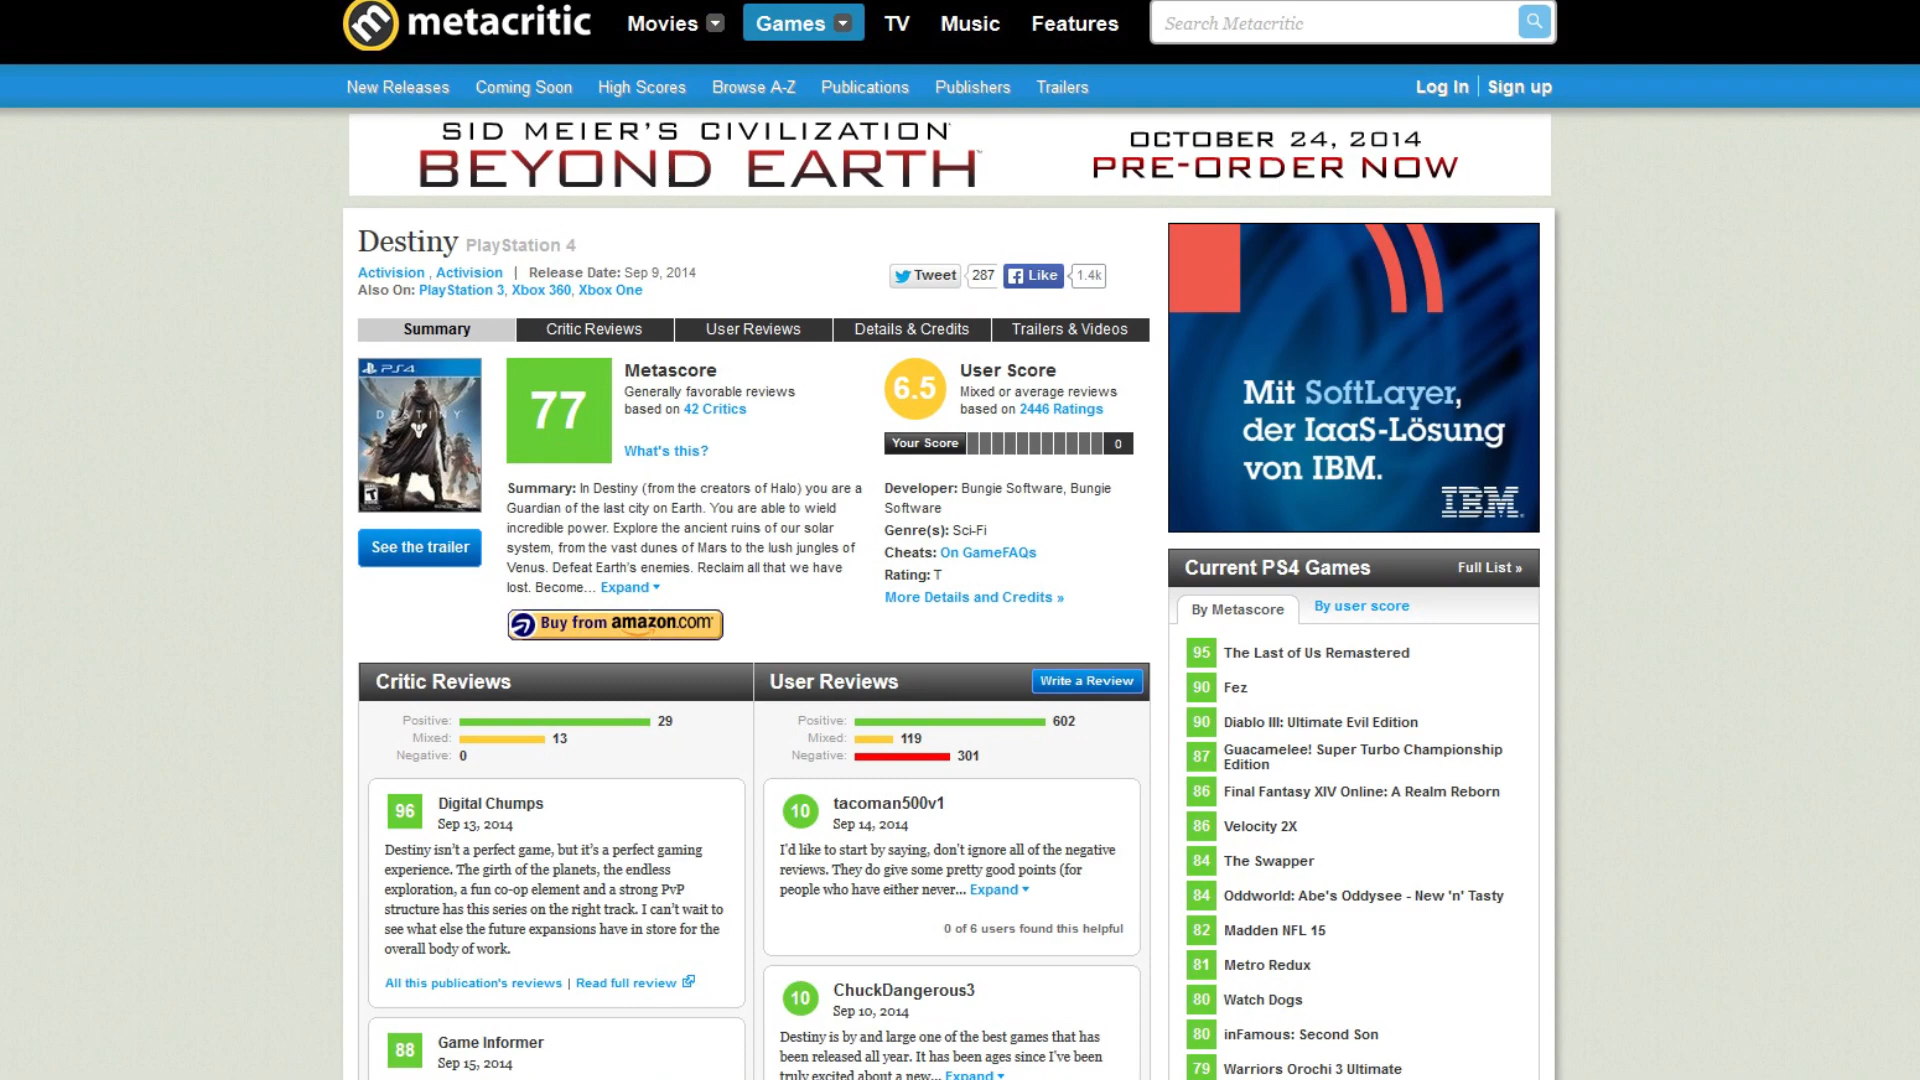 metacritic
Movies
Games
TV
Music
Features
Search Metacritic
New Releases
Coming Soon
High Scores
Browse A-Z
Publications
Publishers
Trailers
Log In
Sign up
SID MEIER'S CIVILIZATION
BEYOND EARTH™
OCTOBER 24, 2014
PRE-ORDER NOW
Destiny PlayStation 4
Activision , Activision | Release Date: Sep 9, 2014
Also On: PlayStation 3, Xbox 360, Xbox One
Tweet
287
Like
1.4k
Summary
Critic Reviews
User Reviews
Details & Credits
Trailers & Videos
PS4
DESTINY
T
See the trailer
77
Metascore
Generally favorable reviews
based on 42 Critics
What's this?
6.5
User Score
Mixed or average reviews
based on 2446 Ratings
Your Score
0
Summary: In Destiny (from the creators of Halo) you are a
Guardian of the last city on Earth. You are able to wield
incredible power. Explore the ancient ruins of our solar
system, from the vast dunes of Mars to the lush jungles of
Venus. Defeat Earth's enemies. Reclaim all that we have
lost. Become… Expand
Buy from amazon.com
Developer: Bungie Software, Bungie
Software
Genre(s): Sci-Fi
Cheats: On GameFAQs
Rating: T
More Details and Credits »
Critic Reviews
Positive: 29
Mixed: 13
Negative: 0
96
Digital Chumps
Sep 13, 2014
Destiny isn't a perfect game, but it's a perfect gaming
experience. The girth of the planets, the endless
exploration, a fun co-op element and a strong PvP
structure has this series on the right track. I can't wait to
see what else the future expansions have in store for the
overall body of work.
All this publication's reviews | Read full review
88
Game Informer
Sep 15, 2014
User Reviews
Write a Review
Positive: 602
Mixed: 119
Negative: 301
10
tacoman500v1
Sep 14, 2014
I'd like to start by saying, don't ignore all of the negative
reviews. They do give some pretty good points (for
people who have either never… Expand
0 of 6 users found this helpful
10
ChuckDangerous3
Sep 10, 2014
Destiny is by and large one of the best games that has
been released all year. It has been ages since I've been
truly excited about a new… Expand
Mit SoftLayer,
der IaaS-Lösung
von IBM.
IBM
Current PS4 Games
Full List »
By Metascore
By user score
95 The Last of Us Remastered
90 Fez
90 Diablo III: Ultimate Evil Edition
87 Guacamelee! Super Turbo Championship
Edition
86 Final Fantasy XIV Online: A Realm Reborn
86 Velocity 2X
84 The Swapper
84 Oddworld: Abe's Oddysee - New 'n' Tasty
82 Madden NFL 15
81 Metro Redux
80 Watch Dogs
80 inFamous: Second Son
79 Warriors Orochi 3 Ultimate